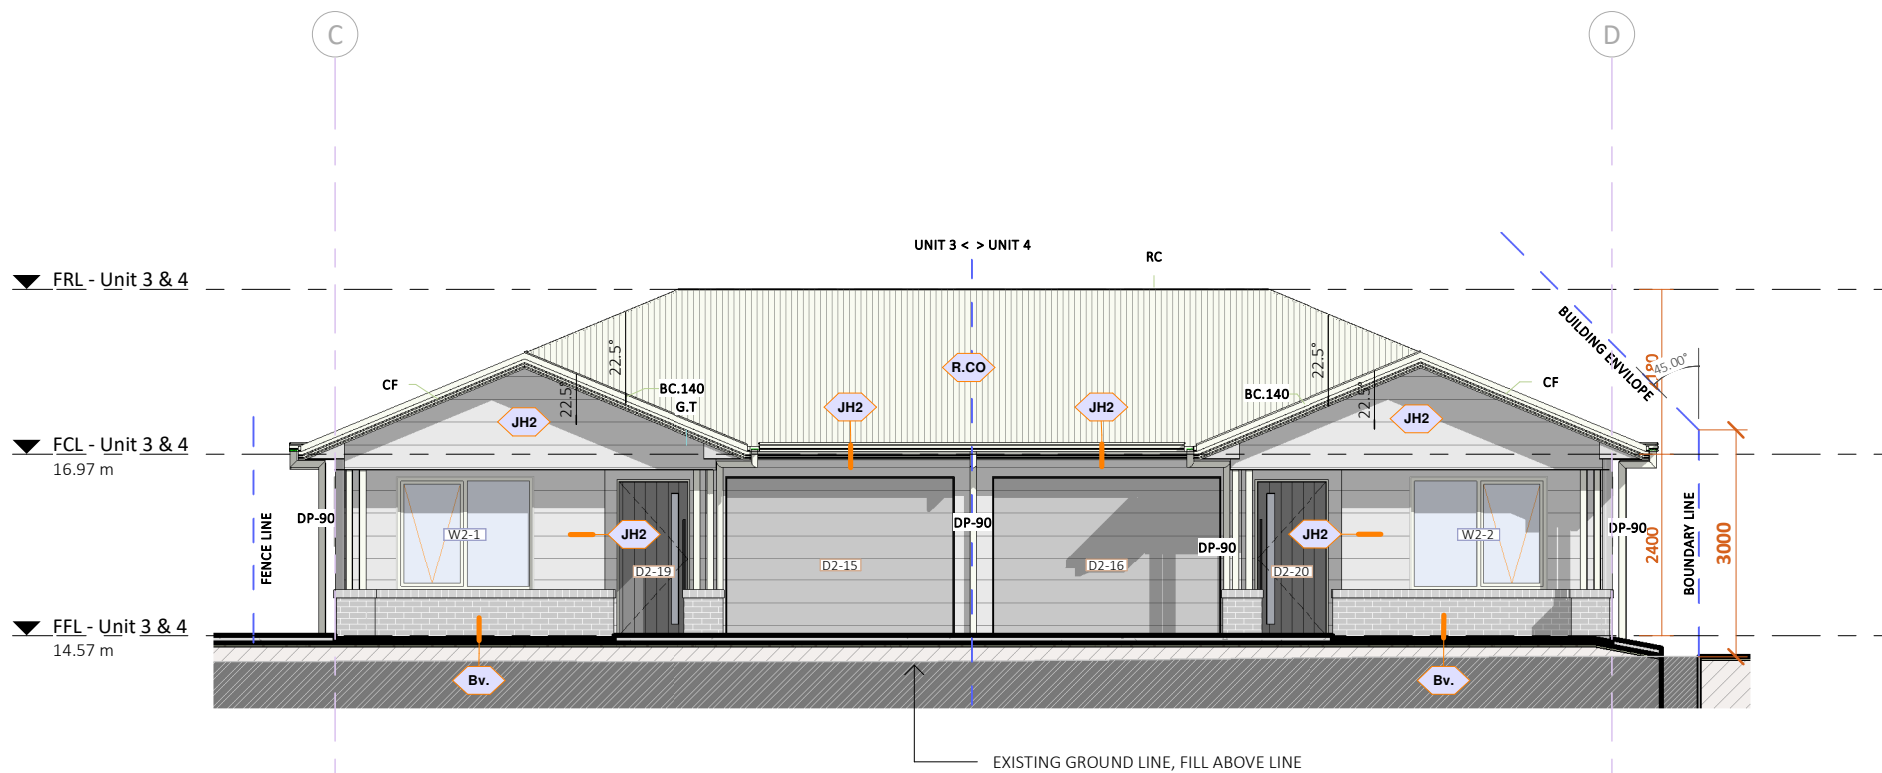 C
D
UNIT 3 < > UNIT 4
RC
FRL - Unit 3 & 4
BUILDING ENVILOPE
45.00°
22.5°
22.5°
R.CO
22.5°
22.5°
CF
BC.140
G.T
JH2
JH2
JH2
BC.140
JH2
CF
FCL - Unit 3 & 4
16.97 m
FENCE LINE
DP-90
W2-1
JH2
D2-19
D2-15
DP-90
D2-16
DP-90
D2-20
JH2
W2-2
DP-90
2400
BOUNDARY LINE
3000
FFL - Unit 3 & 4
14.57 m
Bv.
Bv.
EXISTING GROUND LINE, FILL ABOVE LINE